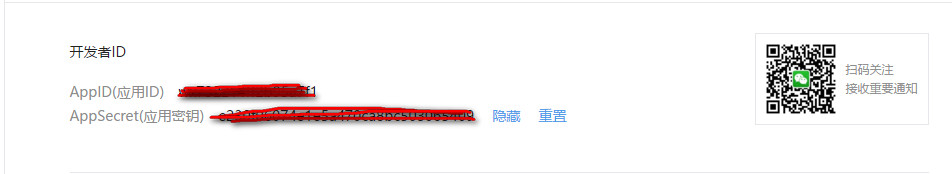 开发者ID
扫码关注
接收重要通知
AppID(应用ID)
AppSecret(应用密钥) 隐藏 重置